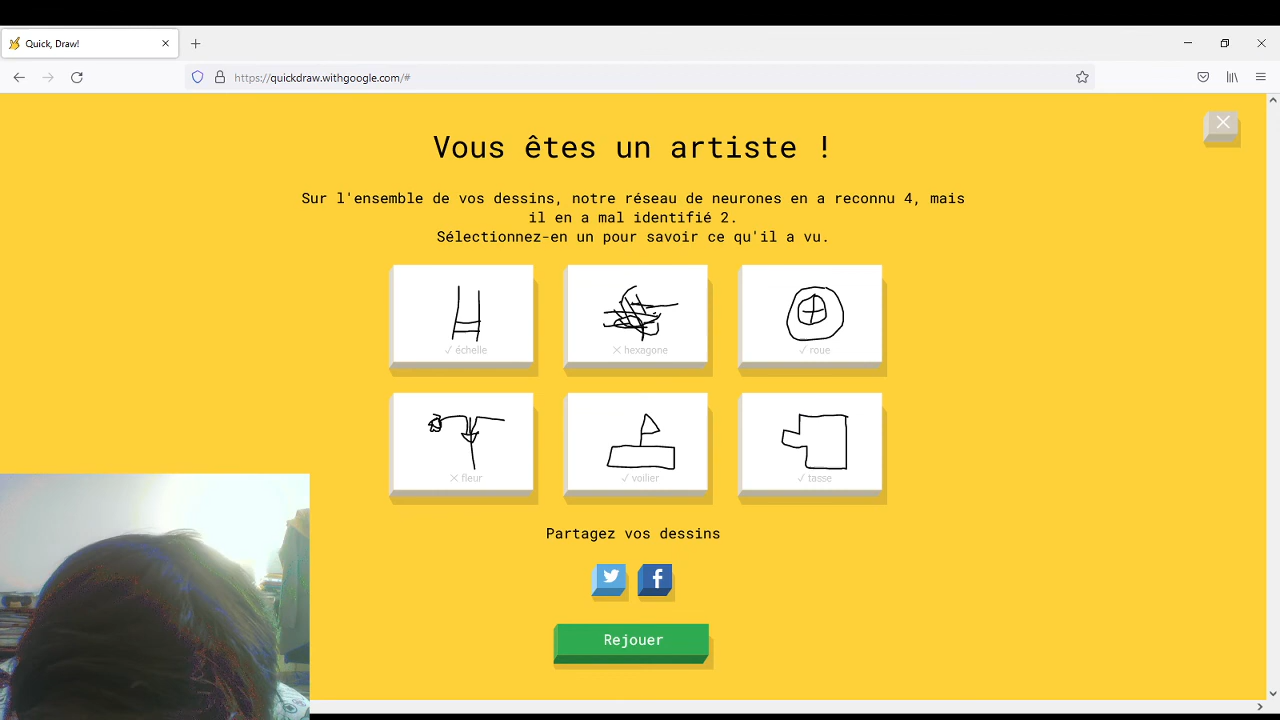 Quick, Draw!
https://quickdraw.withgoogle.com/#
Vous êtes un artiste !
Sur l'ensemble de vos dessins, notre réseau de neurones en a reconnu 4, mais
il en a mal identifié 2.
Sélectionnez-en un pour savoir ce qu'il a vu.
échelle
hexagone
roue
fleur
voilier
tasse
Partagez vos dessins
Rejouer